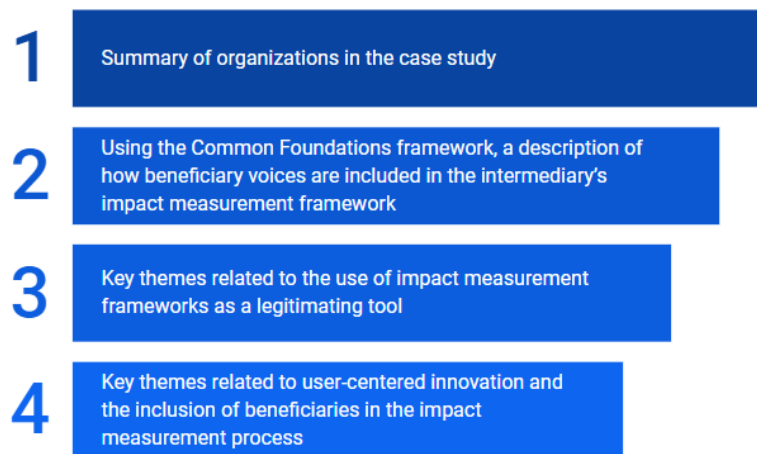 1
Summary of organizations in the case study
2
Using the Common Foundations framework, a description of
how beneficiary voices are included in the intermediary's
impact measurement framework
3
Key themes related to the use of impact measurement
frameworks as a legitimating tool
4
Key themes related to user-centered innovation and
the inclusion of beneficiaries in the impact
measurement process